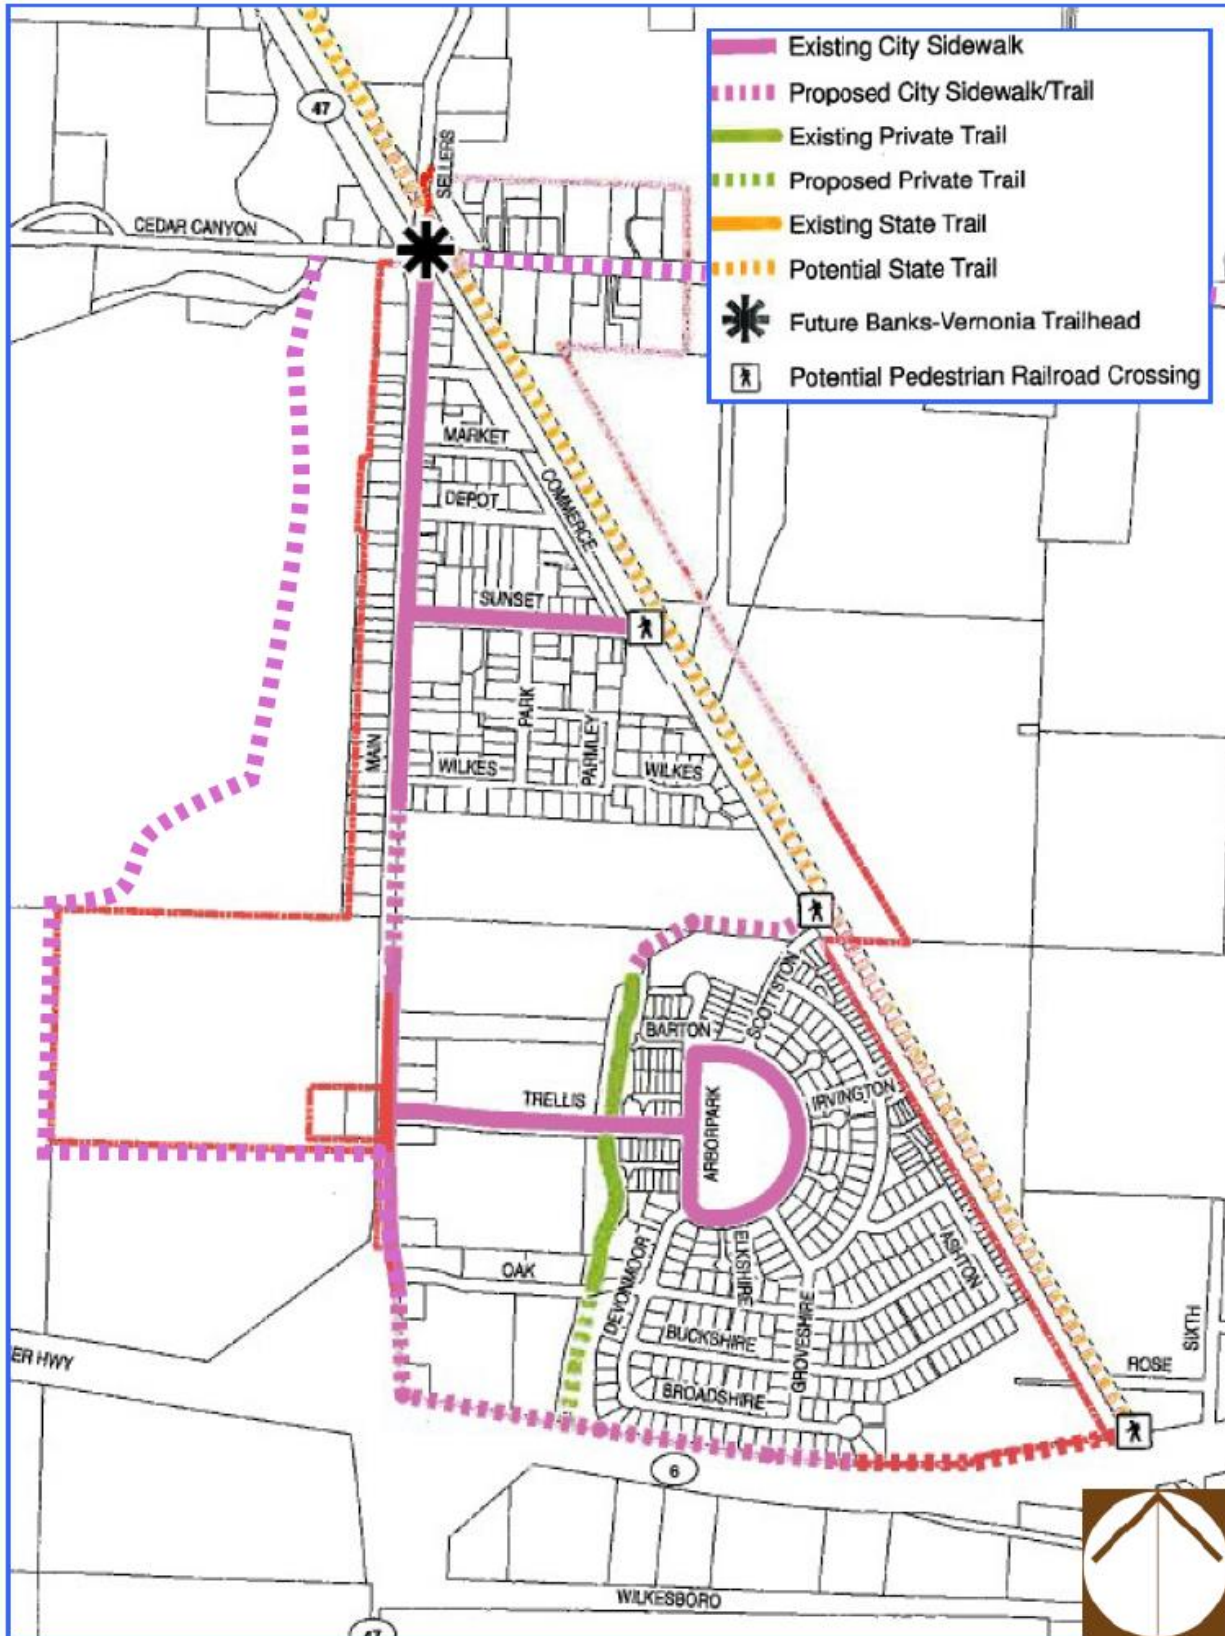 Existing City Sidewalk
Proposed City Sidewalk/Trail
Existing Private Trail
Proposed Private Trail
Existing State Trail
Potential State Trail
Future Banks-Vernonia Trailhead
Potential Pedestrian Railroad Crossing
47
SELLERS
CEDAR CANYON
MARKET
COMMERCE
DEPOT
SUNSET
PARK
MAIN
PARMLEY
WILKES
WILKES
SCOTTSTON
BARTON
TRELLIS
IRVINGTON
ARBORPARK
DEVONMOOR
ELKSHIRE
ASHTON
OAK
GROVESHIRE
BUCKSHIRE
SIXTH
ER HWY
ROSE
BROADSHIRE
6
WILKESBORO
47